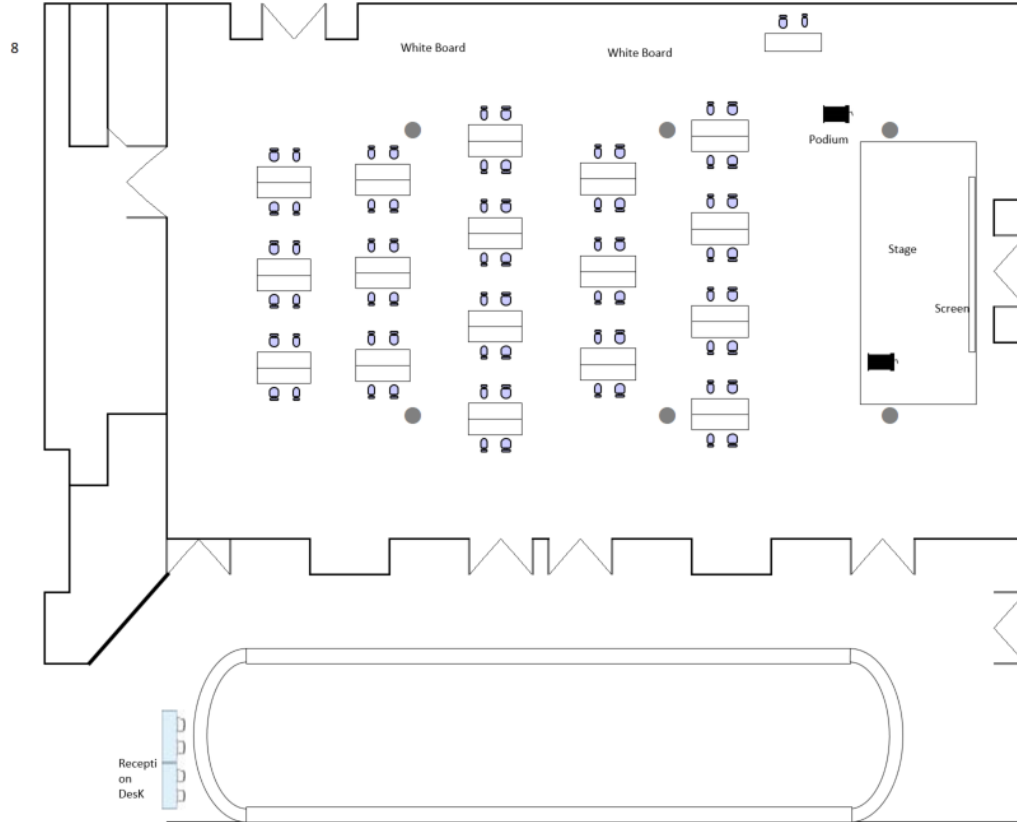 8
White Board
White Board
Podium
Stage
Screen
Recepti
on
DesK